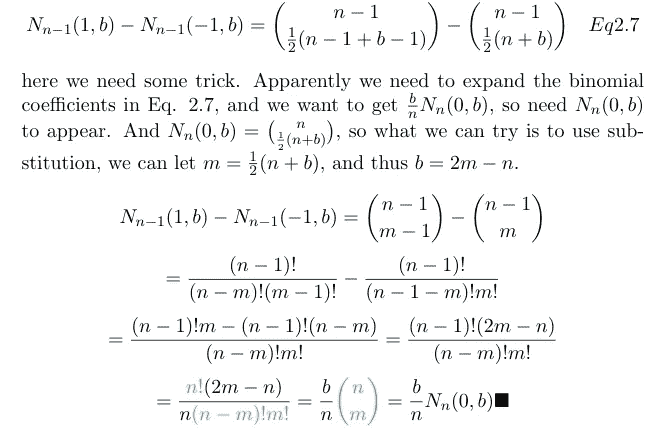 N_{n-1}(1, b) − N_{n-1}(−1, b) = \binom{n-1}{\frac{1}{2}(n-1+b-1)} − \binom{n-1}{\frac{1}{2}(n+b)} Eq2.7
here we need some trick. Apparently we need to expand the binomial
coefficients in Eq. 2.7, and we want to get \frac{b}{n}N_n(0, b), so need N_n(0, b)
to appear. And N_n(0, b) = \binom{n}{\frac{1}{2}(n+b)}, so what we can try is to use sub-
stitution, we can let m = \frac{1}{2}(n + b), and thus b = 2m − n.
N_{n-1}(1, b) − N_{n-1}(−1, b) = \binom{n-1}{m-1} − \binom{n-1}{m}
= \frac{(n-1)!}{(n-m)!(m-1)!} − \frac{(n-1)!}{(n-1-m)!m!}
= \frac{(n-1)!m-(n-1)!(n-m)}{(n-m)!m!} = \frac{(n-1)!(2m-n)}{(n-m)!m!}
= \frac{n!(2m-n)}{n(n-m)!m!} = \frac{b}{n}\binom{n}{m} = \frac{b}{n}N_n(0, b)■